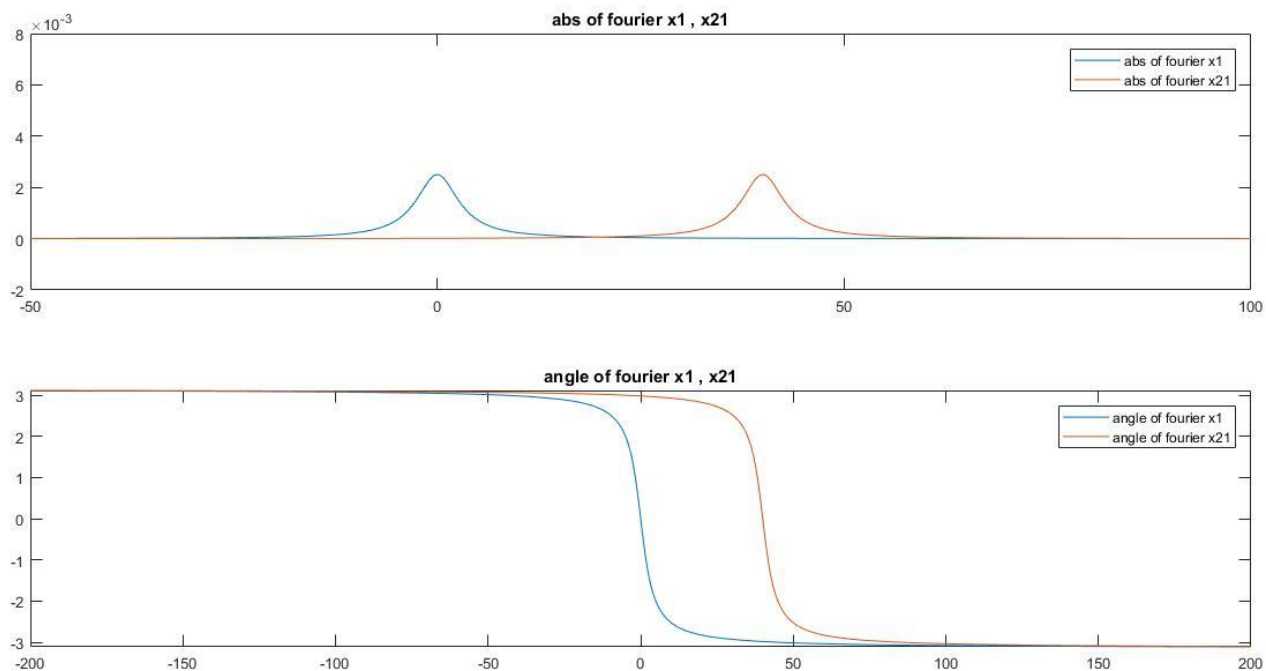 abs of fourier x1 , x21
×10⁻³
8
6
4
2
0
-2
-50 0 50 100
abs of fourier x1
abs of fourier x21
angle of fourier x1 , x21
3
2
1
0
-1
-2
-3
-200 -150 -100 -50 0 50 100 150 200
angle of fourier x1
angle of fourier x21